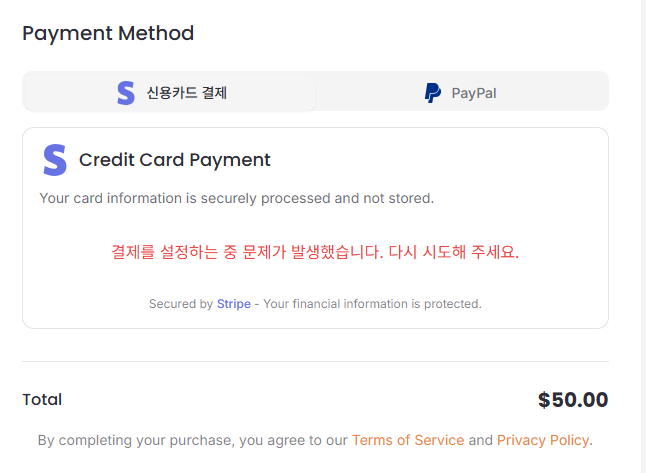 Payment Method
신용카드 결제
PayPal
Credit Card Payment
Your card information is securely processed and not stored.
결제를 설정하는 중 문제가 발생했습니다. 다시 시도해 주세요.
Secured by Stripe - Your financial information is protected.
Total
$50.00
By completing your purchase, you agree to our Terms of Service and Privacy Policy.